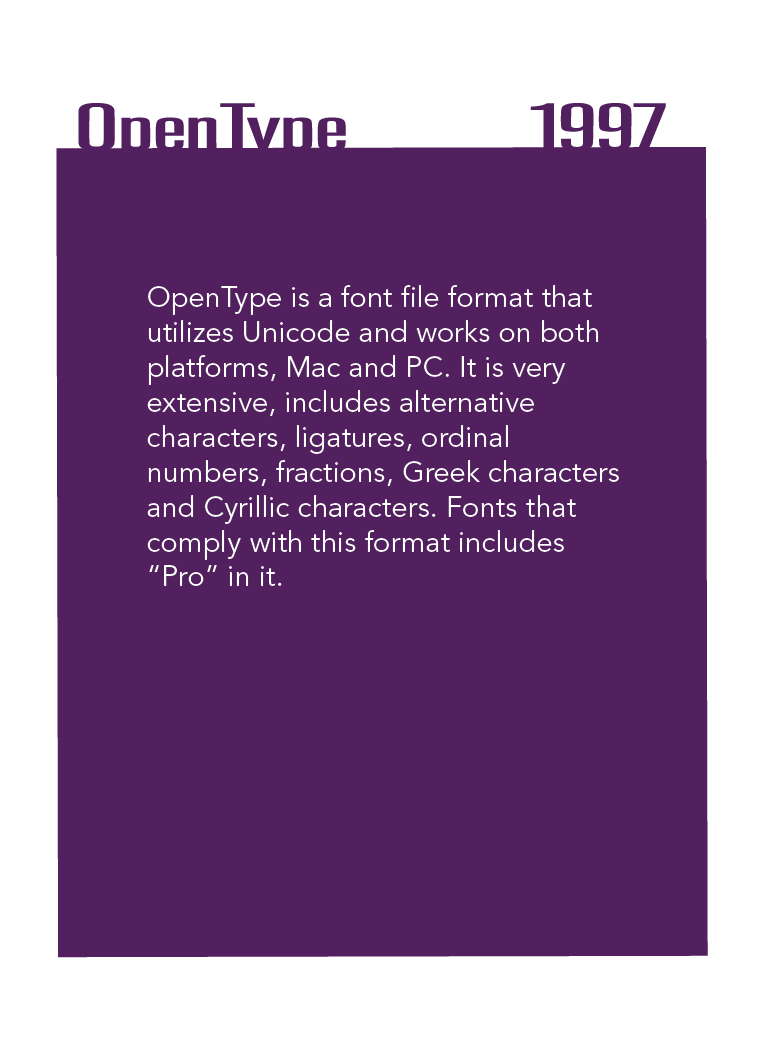 OpenType 1997
OpenType is a font file format that
utilizes Unicode and works on both
platforms, Mac and PC. It is very
extensive, includes alternative
characters, ligatures, ordinal
numbers, fractions, Greek characters
and Cyrillic characters. Fonts that
comply with this format includes
“Pro” in it.